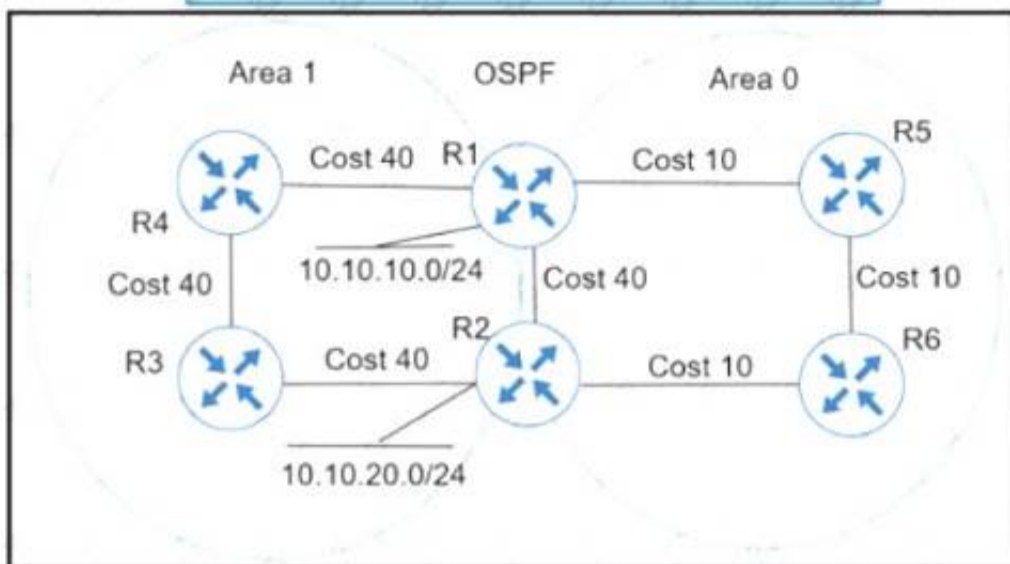 Area 1
OSPF
Area 0
R5
Cost 40
R1
Cost 10
R4
10.10.10.0/24
Cost 40
Cost 40
Cost 10
R2
R6
R3
Cost 40
Cost 10
10.10.20.0/24